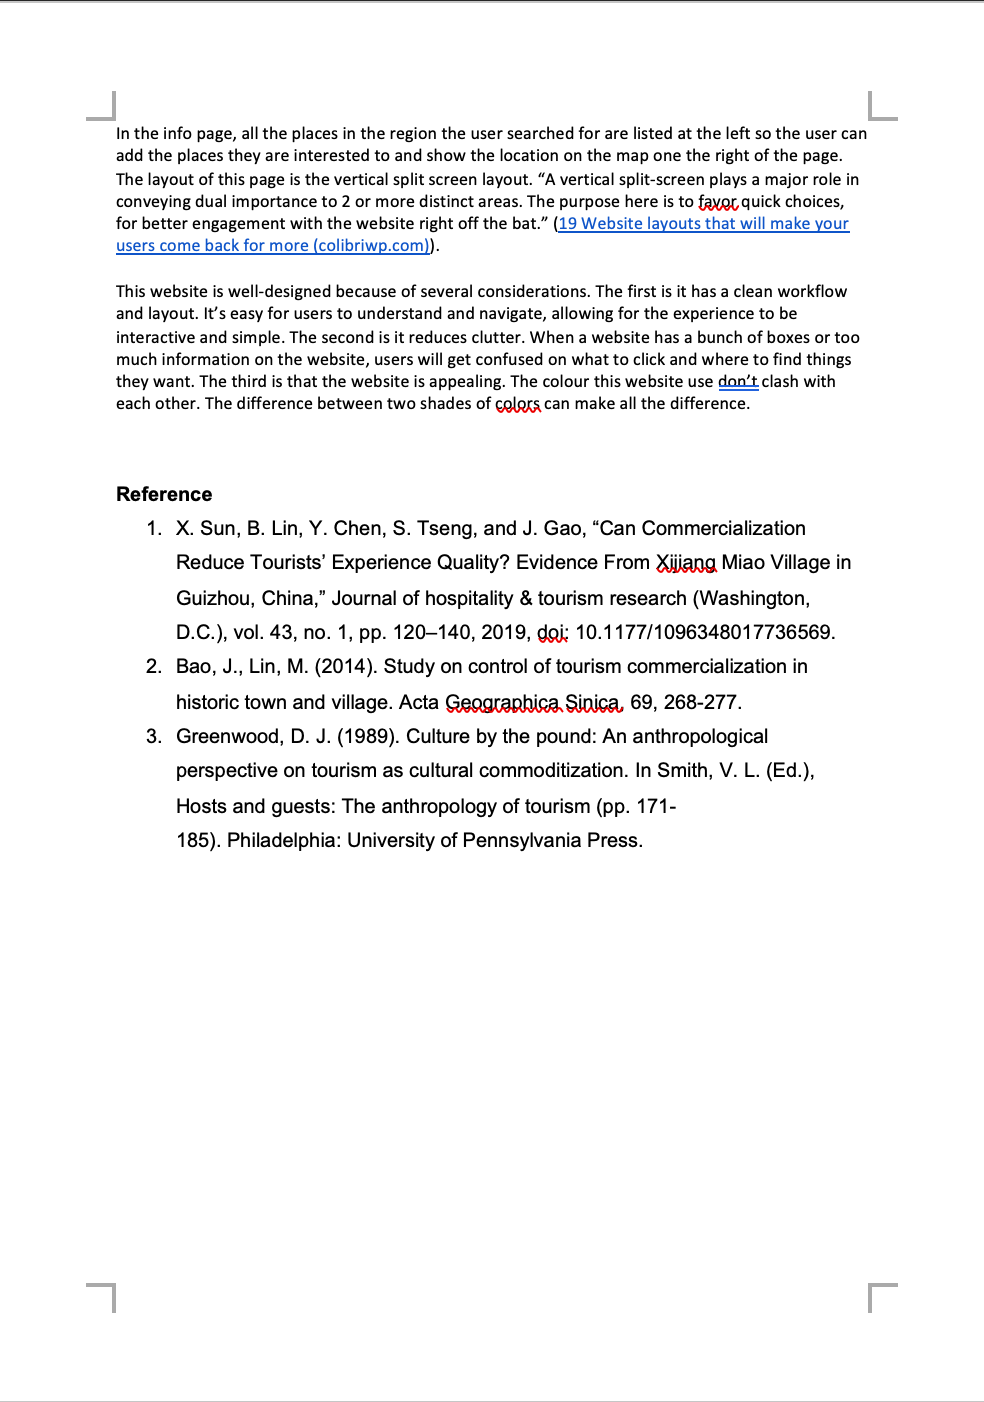 In the info page, all the places in the region the user searched for are listed at the left so the user can
add the places they are interested to and show the location on the map one the right of the page.
The layout of this page is the vertical split screen layout. “A vertical split-screen plays a major role in
conveying dual importance to 2 or more distinct areas. The purpose here is to favor quick choices,
for better engagement with the website right off the bat.” (19 Website layouts that will make your
users come back for more (colibriwp.com)).
This website is well-designed because of several considerations. The first is it has a clean workflow
and layout. It’s easy for users to understand and navigate, allowing for the experience to be
interactive and simple. The second is it reduces clutter. When a website has a bunch of boxes or too
much information on the website, users will get confused on what to click and where to find things
they want. The third is that the website is appealing. The colour this website use don’t clash with
each other. The difference between two shades of colors can make all the difference.
Reference
1. X. Sun, B. Lin, Y. Chen, S. Tseng, and J. Gao, “Can Commercialization
Reduce Tourists’ Experience Quality? Evidence From Xijiang Miao Village in
Guizhou, China,” Journal of hospitality & tourism research (Washington,
D.C.), vol. 43, no. 1, pp. 120–140, 2019, doi: 10.1177/1096348017736569.
2. Bao, J., Lin, M. (2014). Study on control of tourism commercialization in
historic town and village. Acta Geographica Sinica, 69, 268-277.
3. Greenwood, D. J. (1989). Culture by the pound: An anthropological
perspective on tourism as cultural commoditization. In Smith, V. L. (Ed.),
Hosts and guests: The anthropology of tourism (pp. 171-
185). Philadelphia: University of Pennsylvania Press.